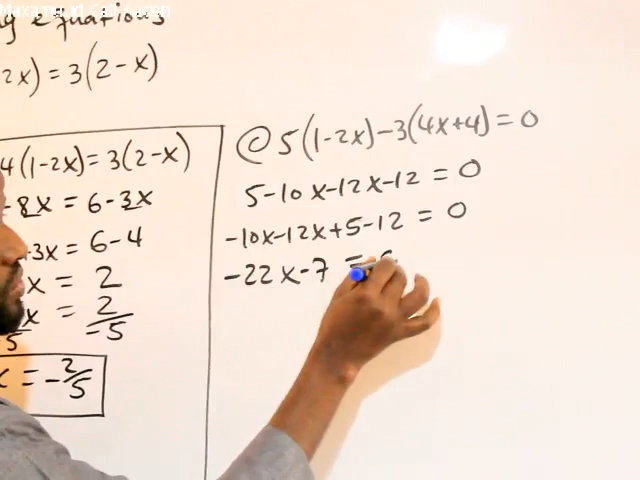 equations
2x) = 3(2-x)
4(1-2x) = 3(2-x)
- 8x = 6-3x
+3x = 6-4
x = 2
x = 2/-5
x = -2/5
@ 5(1-2x)-3(4x+4) = 0
5-10x-12x-12 = 0
-10x-12x+5-12 = 0
-22x-7 =